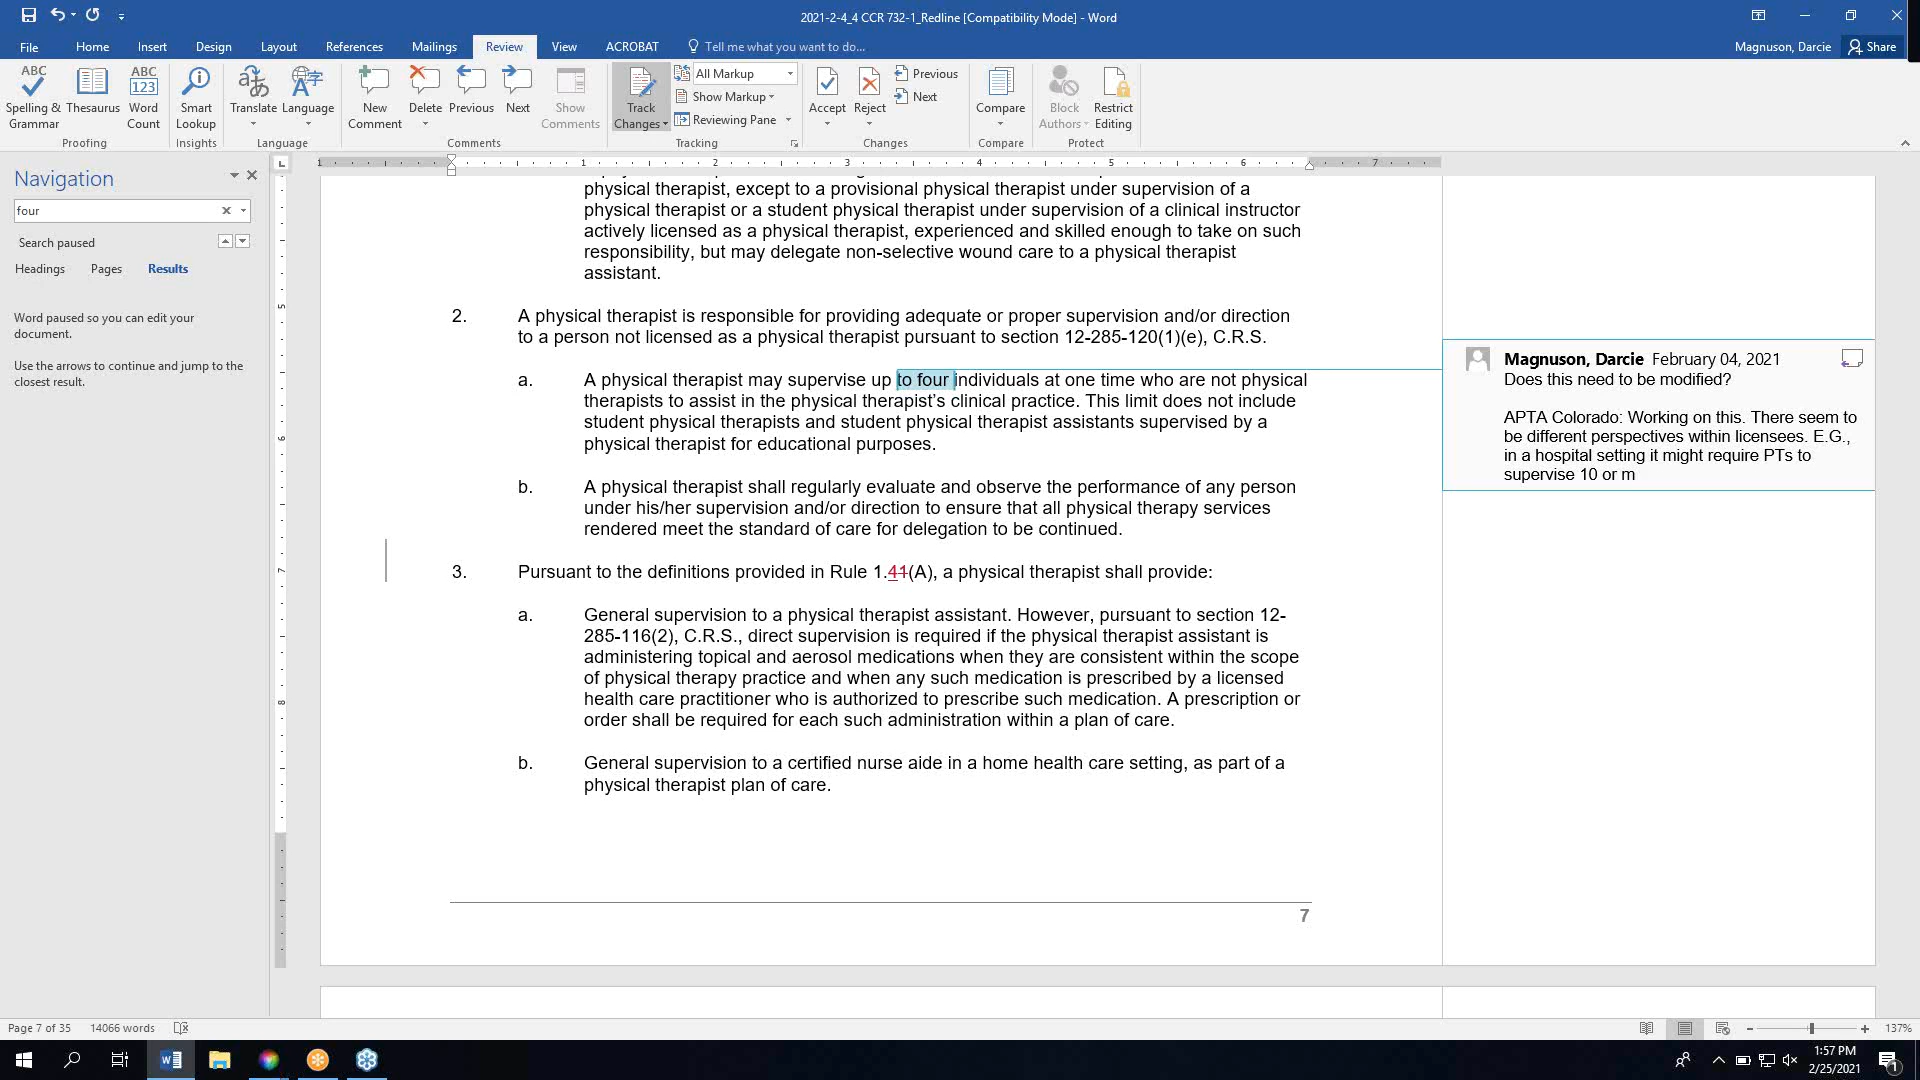 2021-2-4_4 CCR 732-1_Redline [Compatibility Mode] - Word
File Home Insert Design Layout References Mailings Review View ACROBAT Tell me what you want to do... Magnuson, Darcie Share
ABC Spelling & Grammar
Thesaurus
ABC 123 Word Count
Smart Lookup
Translate
Language
New Comment
Delete
Previous
Next
Show Comments
Track Changes
All Markup
Show Markup
Reviewing Pane
Accept
Reject
Previous
Next
Compare
Block Authors
Restrict Editing
Proofing Insights Language Comments Tracking Changes Compare Protect
Navigation
four
Search paused
Headings Pages Results
Word paused so you can edit your
document.
Use the arrows to continue and jump to the
closest result.
L 1 1 2 3 4 5 6 7
5
6
7
8
physical therapist, except to a provisional physical therapist under supervision of a
physical therapist or a student physical therapist under supervision of a clinical instructor
actively licensed as a physical therapist, experienced and skilled enough to take on such
responsibility, but may delegate non-selective wound care to a physical therapist
assistant.
2. A physical therapist is responsible for providing adequate or proper supervision and/or direction
to a person not licensed as a physical therapist pursuant to section 12-285-120(1)(e), C.R.S.
a. A physical therapist may supervise up to four individuals at one time who are not physical
therapists to assist in the physical therapist’s clinical practice. This limit does not include
student physical therapists and student physical therapist assistants supervised by a
physical therapist for educational purposes.
b. A physical therapist shall regularly evaluate and observe the performance of any person
under his/her supervision and/or direction to ensure that all physical therapy services
rendered meet the standard of care for delegation to be continued.
3. Pursuant to the definitions provided in Rule 1.41(A), a physical therapist shall provide:
a. General supervision to a physical therapist assistant. However, pursuant to section 12-
285-116(2), C.R.S., direct supervision is required if the physical therapist assistant is
administering topical and aerosol medications when they are consistent within the scope
of physical therapy practice and when any such medication is prescribed by a licensed
health care practitioner who is authorized to prescribe such medication. A prescription or
order shall be required for each such administration within a plan of care.
b. General supervision to a certified nurse aide in a home health care setting, as part of a
physical therapist plan of care.
7
Magnuson, Darcie February 04, 2021
Does this need to be modified?
APTA Colorado: Working on this. There seem to
be different perspectives within licensees. E.G.,
in a hospital setting it might require PTs to
supervise 10 or m
Page 7 of 35 14066 words 137%
1:57 PM
2/25/2021
1